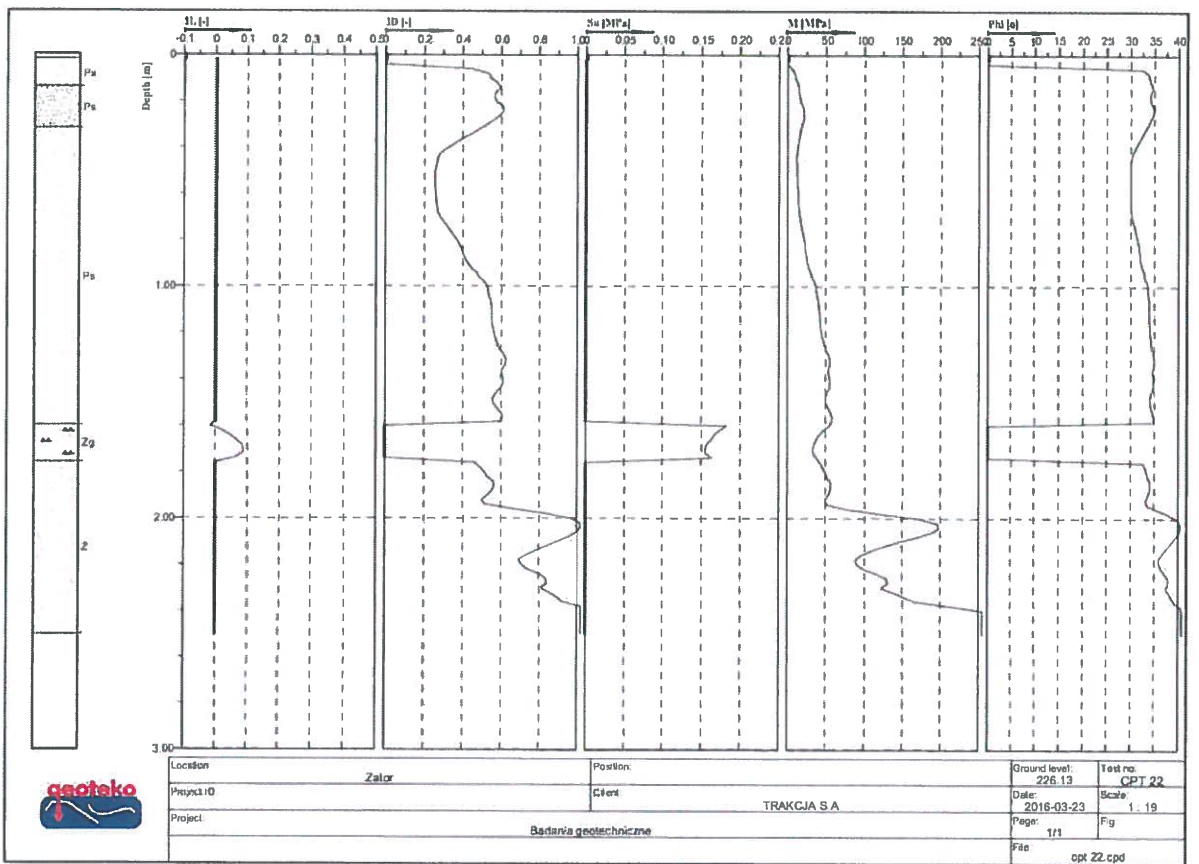 IL [-] ID [-] Su [MPa] M [MPa] Phi [o]
-0.1 0 0.1 0.2 0.3 0.4 0.5
0 0.2 0.4 0.6 0.8 1.0
0 0.05 0.10 0.15 0.20 0.2
0 50 100 150 200 250
0 5 10 15 20 25 30 35 40
Depth [m]
0
1.00
2.00
3.00
Ps
Ps
Zg
Ż
geoteko
Location:
Zator
Position:
Ground level:
226.13
Test no.
CPT 22
Project ID
Client
TRAKCJA S A
Date:
2016-03-23
Scale:
1 : 19
Project:
Badania geotechniczne
Page:
1/1
Fig
File
cpt 22.cpd